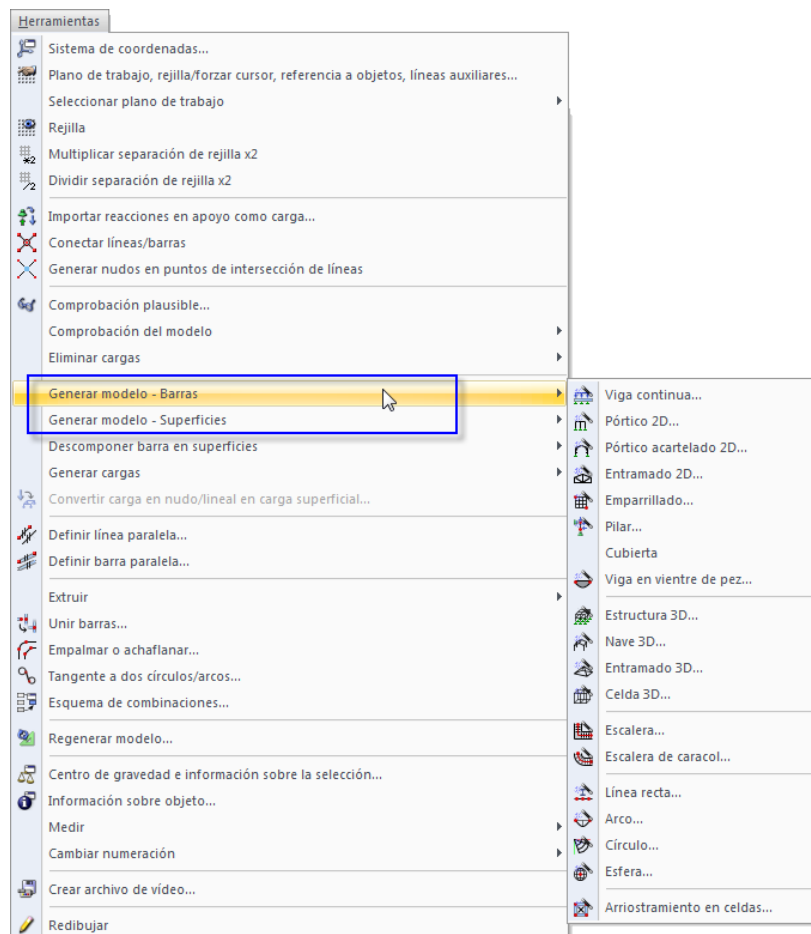 Herramientas
Sistema de coordenadas...
Plano de trabajo, rejilla/forzar cursor, referencia a objetos, líneas auxiliares...
Seleccionar plano de trabajo
Rejilla
Multiplicar separación de rejilla x2
Dividir separación de rejilla x2
Importar reacciones en apoyo como carga...
Conectar líneas/barras
Generar nudos en puntos de intersección de líneas
Comprobación plausible...
Comprobación del modelo
Eliminar cargas
Generar modelo - Barras
Generar modelo - Superficies
Descomponer barra en superficies
Generar cargas
Convertir carga en nudo/lineal en carga superficial...
Definir línea paralela...
Definir barra paralela...
Extruir
Unir barras...
Empalmar o achaflanar...
Tangente a dos círculos/arcos...
Esquema de combinaciones...
Regenerar modelo...
Centro de gravedad e información sobre la selección...
Información sobre objeto...
Medir
Cambiar numeración
Crear archivo de vídeo...
Redibujar
Viga continua...
Pórtico 2D...
Pórtico acartelado 2D...
Entramado 2D...
Emparrillado...
Pilar...
Cubierta
Viga en vientre de pez...
Estructura 3D...
Nave 3D...
Entramado 3D...
Celda 3D...
Escalera...
Escalera de caracol...
Línea recta...
Arco...
Círculo...
Esfera...
Arriostramiento en celdas...